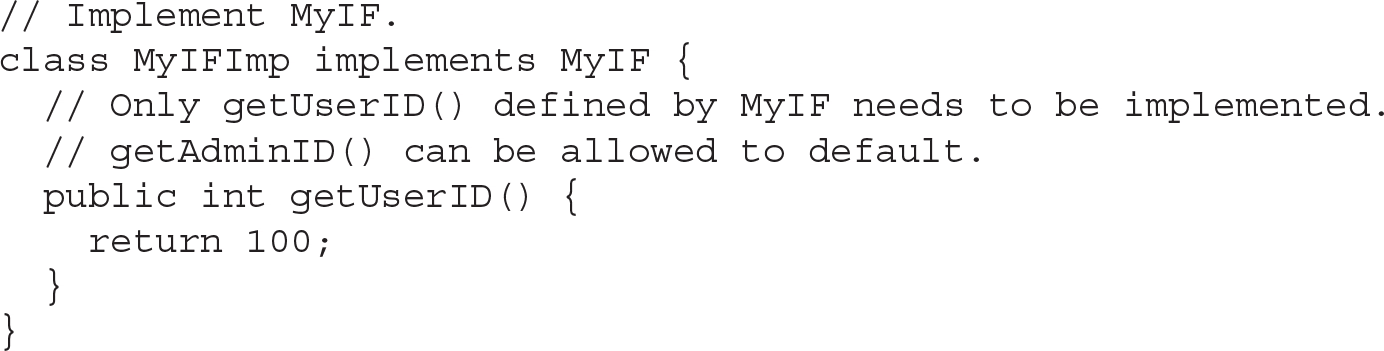 // Implement MyIF.
class MyIFImp implements MyIF {
  // Only getUserID() defined by MyIF needs to be implemented.
  // getAdminID() can be allowed to default.
  public int getUserID() {
    return 100;
  }
}